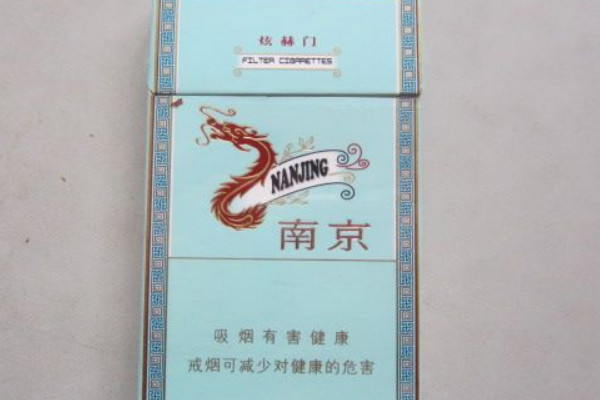 炫赫门
FILTER CIGARETTES
NANJING
南京
吸烟有害健康
戒烟可减少对健康的危害